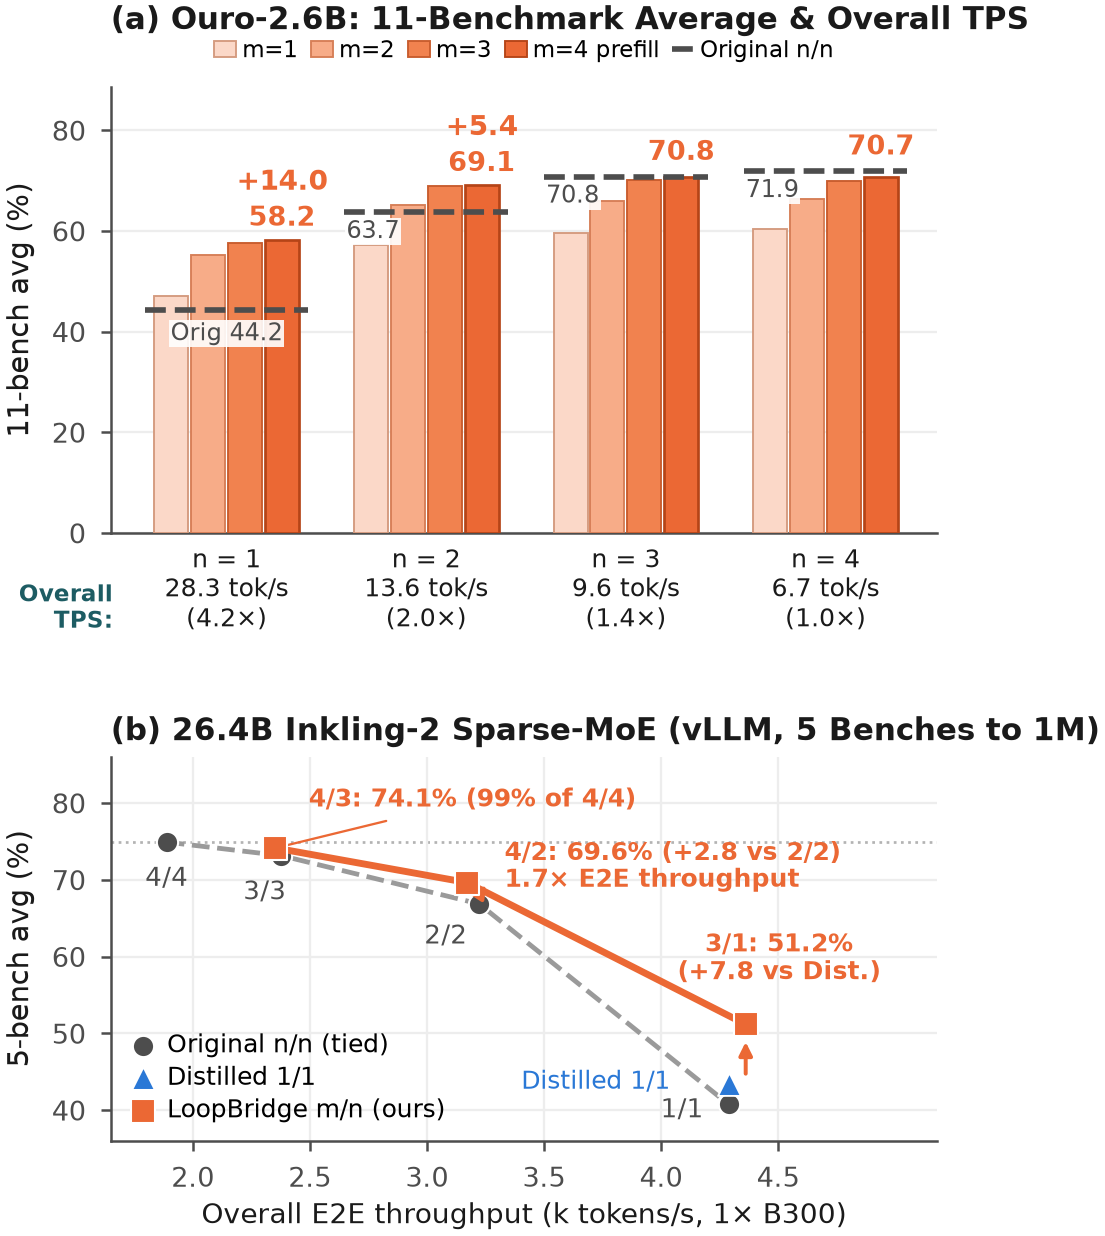 (a) Ouro-2.6B: 11-Benchmark Average & Overall TPS
m=1 m=2 m=3 m=4 prefill Original n/n
11-bench avg (%)
80
60
40
20
0
+14.0
58.2
Orig 44.2
+5.4
69.1
63.7
70.8
70.8
70.7
71.9
n = 1 n = 2 n = 3 n = 4
Overall TPS:
28.3 tok/s 13.6 tok/s 9.6 tok/s 6.7 tok/s
(4.2×) (2.0×) (1.4×) (1.0×)
(b) 26.4B Inkling-2 Sparse-MoE (vLLM, 5 Benches to 1M)
5-bench avg (%)
80
70
60
50
40
4/3: 74.1% (99% of 4/4)
4/2: 69.6% (+2.8 vs 2/2)
1.7× E2E throughput
4/4
3/3
2/2
3/1: 51.2%
(+7.8 vs Dist.)
Distilled 1/1
1/1
Original n/n (tied)
Distilled 1/1
LoopBridge m/n (ours)
2.0 2.5 3.0 3.5 4.0 4.5
Overall E2E throughput (k tokens/s, 1× B300)